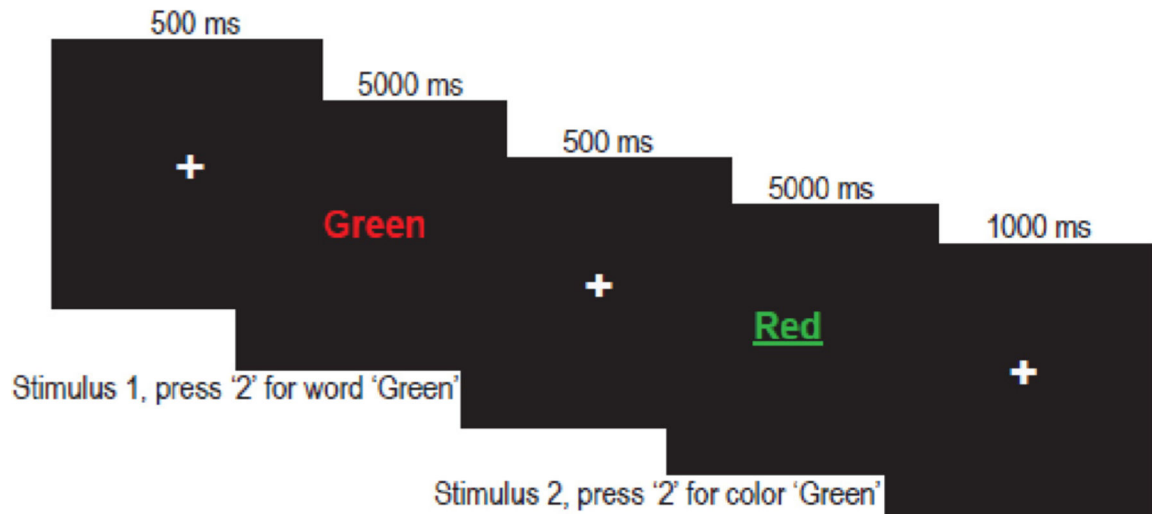 500 ms
5000 ms
500 ms
5000 ms
1000 ms
+
Green
+
Red
+
Stimulus 1, press ‘2’ for word ‘Green’
Stimulus 2, press ‘2’ for color ‘Green’